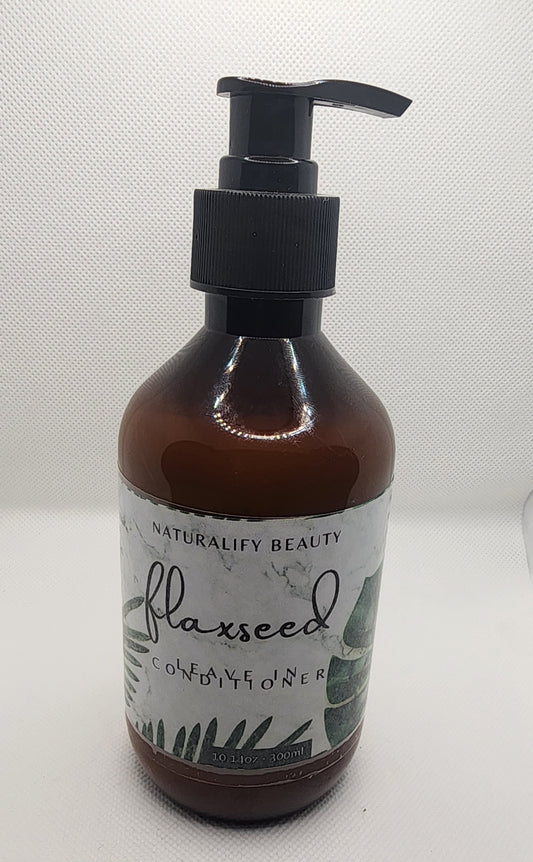 NATURALIFY BEAUTY
flaxseed
LEAVE IN
CONDITIONER
10.14oz · 300ml